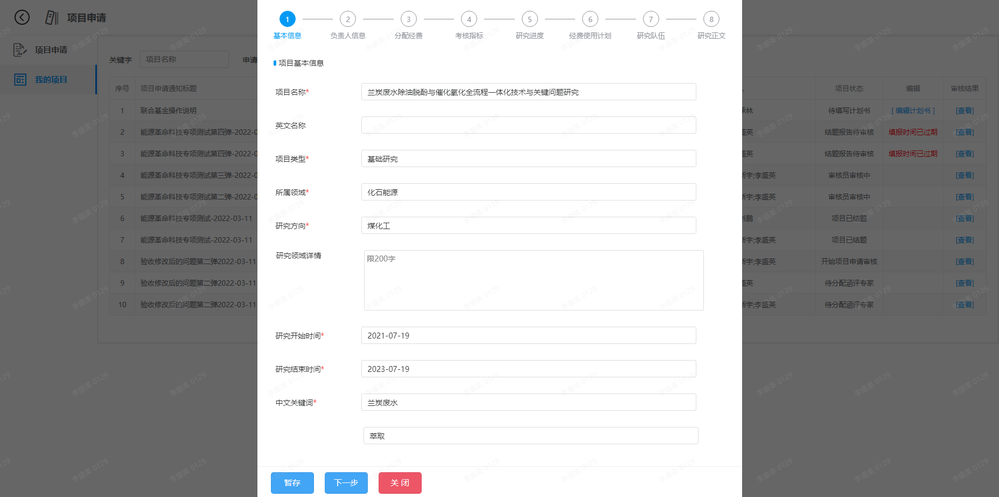 项目申请
项目申请
我的项目
关键字 项目名称 申请
序号 项目申请通知标题 项目状态 编辑 审核结果
1 联合基金操作说明 承林 待填写计划书 [ 编辑计划书 ] [查看]
2 能源革命科技专项测试第四弹-2022-0 盛英 结题报告待审核 填报时间已过期 [查看]
3 能源革命科技专项测试第四弹-2022-0 盛英 结题报告待审核 填报时间已过期 [查看]
4 能源革命科技专项测试第三弹-2022-0 新宇;李盛英 审核员审核中 [查看]
5 能源革命科技专项测试第二弹-2022-0 新宇;李盛英 审核员审核中 [查看]
6 能源革命科技专项测试-2022-03-11 书鹏 项目已结题 [查看]
7 能源革命科技专项测试-2022-03-11 新宇;李盛英 项目已结题 [查看]
8 验收修改后的问题第二弹2022-03-11 新宇;李盛英 开始项目申请审核 [查看]
9 验收修改后的问题第二弹2022-03-11 盛英 待分配涵评专家 [查看]
10 验收修改后的问题第二弹2022-03-11 新宇;李盛英 待分配涵评专家 [查看]
1 2 3 4 5 6 7 8
基本信息 负责人信息 分配经费 考核指标 研究进度 经费使用计划 研究队伍 研究正文
项目基本信息
项目名称* 兰炭废水除油脱酚与催化氧化全流程一体化技术与关键问题研究
英文名称
项目类型* 基础研究
所属领域* 化石能源
研究方向* 煤化工
研究领域详情 限200字
研究开始时间* 2021-07-19
研究结束时间* 2023-07-19
中文关键词* 兰炭废水
萃取
暂存 下一步 关 闭
李盛英 0129